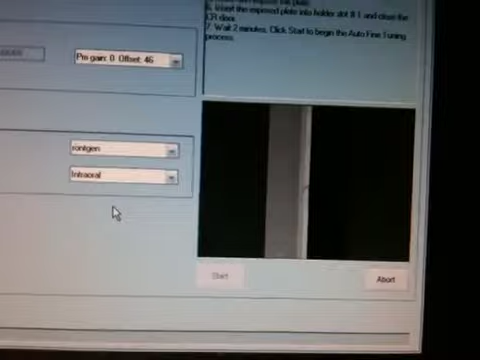 6. Insert the exposed plate into holder slot # 1 and close the
CR door.
7. Wait 2 minutes. Click Start to begin the Auto Fine Tuning
process.
Pre gain: 0 Offset: 46
röntgen
Intraoral
Start
Abort